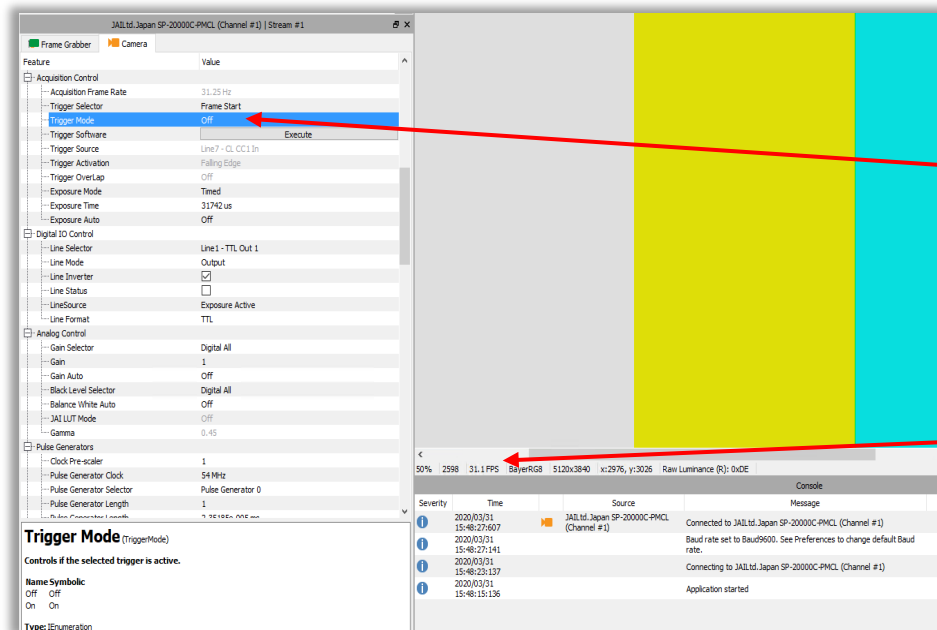 JAILtd.Japan SP-20000C-PMCL (Channel #1) | Stream #1
Frame Grabber Camera
Feature Value
Acquisition Control
Acquisition Frame Rate 31.25 Hz
Trigger Selector Frame Start
Trigger Mode Off
Trigger Software Execute
Trigger Source Line7 - CL CC1 In
Trigger Activation Falling Edge
Trigger OverLap Off
Exposure Mode Timed
Exposure Time 31742 us
Exposure Auto Off
Digital IO Control
Line Selector Line1 - TTL Out 1
Line Mode Output
Line Inverter
Line Status
LineSource Exposure Active
Line Format TTL
Analog Control
Gain Selector Digital All
Gain 1
Gain Auto Off
Black Level Selector Digital All
Balance White Auto Off
JAI LUT Mode Off
Gamma 0.45
Pulse Generators
Clock Pre-scaler 1
Pulse Generator Clock 54 MHz
Pulse Generator Selector Pulse Generator 0
Pulse Generator Length 1
Pulse Generator Length
Trigger Mode (TriggerMode)
Controls if the selected trigger is active.
Name Symbolic
Off Off
On On
Type: IEnumeration
50% 2598 31.1 FPS BayerRG8 5120x3840 x:2976, y:3026 Raw Luminance (R): 0xDE
Console
Severity Time Source Message
2020/03/31
15:48:27:607
JAILtd.Japan SP-20000C-PMCL
(Channel #1)
Connected to JAILtd.Japan SP-20000C-PMCL (Channel #1)
2020/03/31
15:48:27:141
Baud rate set to Baud9600. See Preferences to change default Baud
rate.
2020/03/31
15:48:23:137
Connecting to JAILtd.Japan SP-20000C-PMCL (Channel #1)
2020/03/31
15:48:15:136
Application started